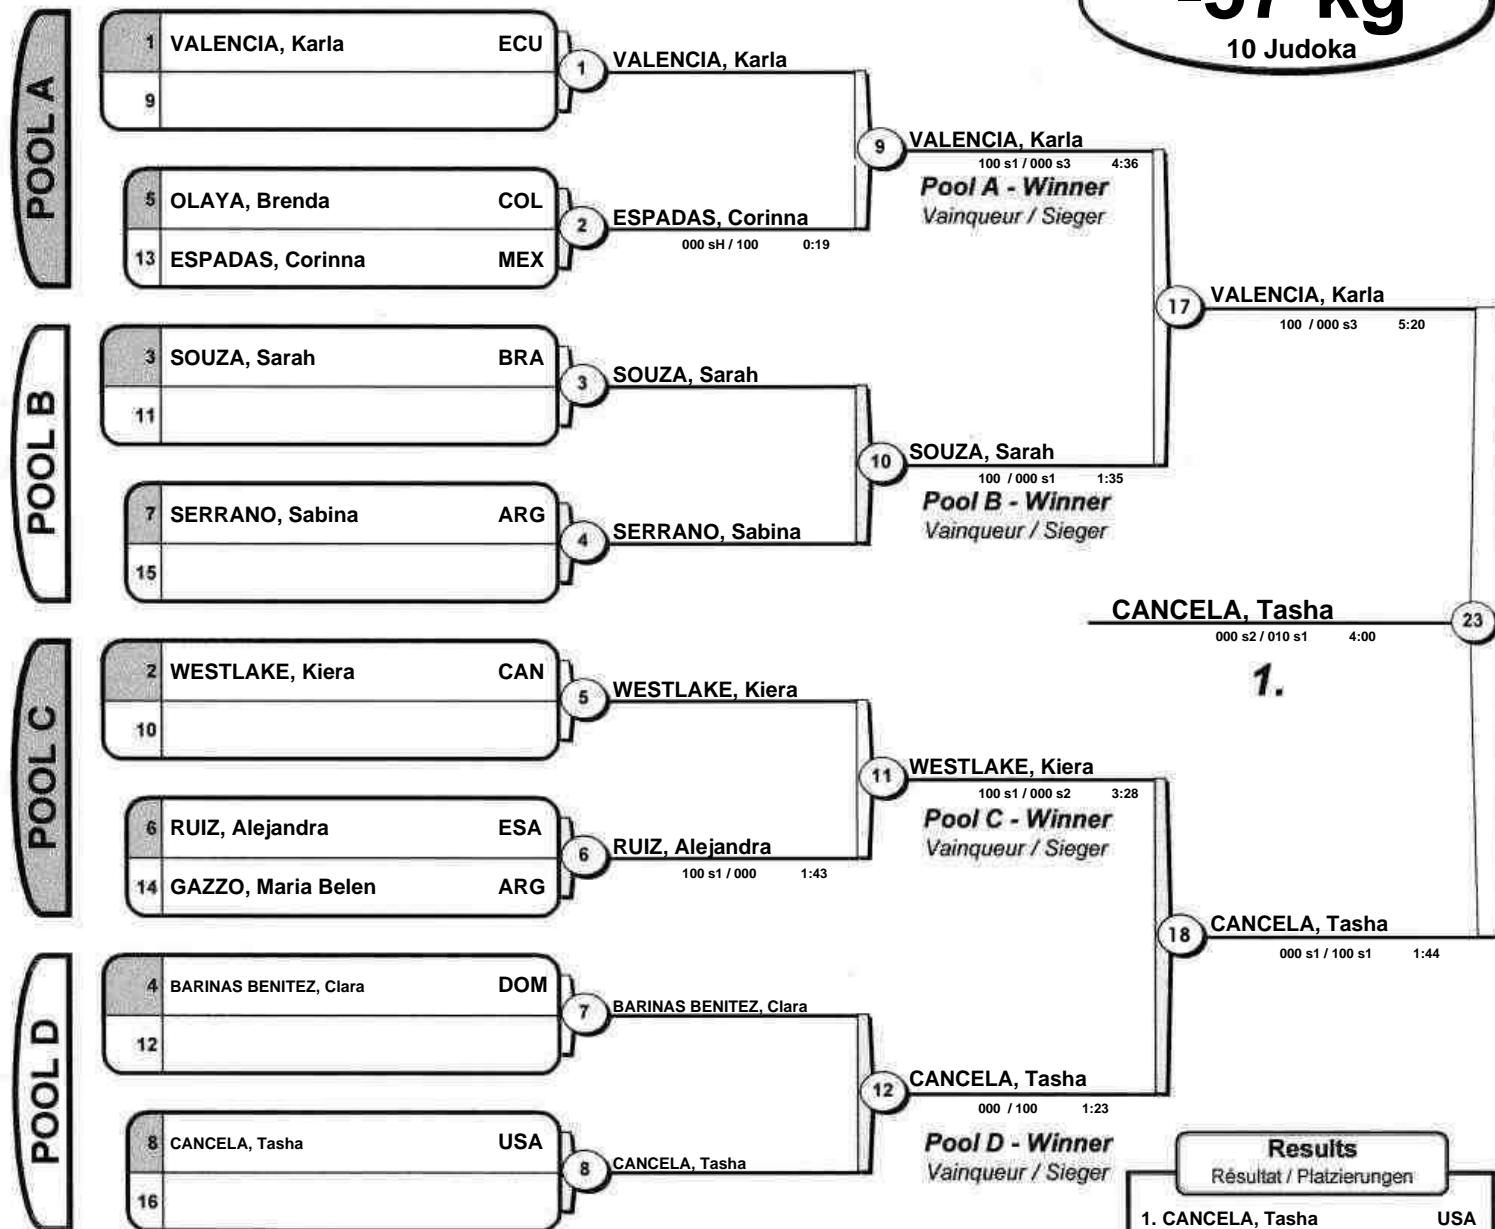 -57 kg
10 Judoka
POOL A
1 VALENCIA, Karla ECU
9
1
VALENCIA, Karla
5 OLAYA, Brenda COL
13 ESPADAS, Corinna MEX
2
ESPADAS, Corinna
000 sH / 100 0:19
9
VALENCIA, Karla
100 s1 / 000 s3 4:36
Pool A - Winner
Vainqueur / Sieger
POOL B
3 SOUZA, Sarah BRA
11
3
SOUZA, Sarah
7 SERRANO, Sabina ARG
15
4
SERRANO, Sabina
10
SOUZA, Sarah
100 / 000 s1 1:35
Pool B - Winner
Vainqueur / Sieger
17
VALENCIA, Karla
100 / 000 s3 5:20
CANCELA, Tasha
000 s2 / 010 s1 4:00
23
1.
POOL C
2 WESTLAKE, Kiera CAN
10
5
WESTLAKE, Kiera
6 RUIZ, Alejandra ESA
14 GAZZO, Maria Belen ARG
6
RUIZ, Alejandra
100 s1 / 000 1:43
11
WESTLAKE, Kiera
100 s1 / 000 s2 3:28
Pool C - Winner
Vainqueur / Sieger
POOL D
4 BARINAS BENITEZ, Clara DOM
12
7
BARINAS BENITEZ, Clara
8 CANCELA, Tasha USA
16
8
CANCELA, Tasha
12
CANCELA, Tasha
000 / 100 1:23
Pool D - Winner
Vainqueur / Sieger
18
CANCELA, Tasha
000 s1 / 100 s1 1:44
Results
Résultat / Platzierungen
1. CANCELA, Tasha USA